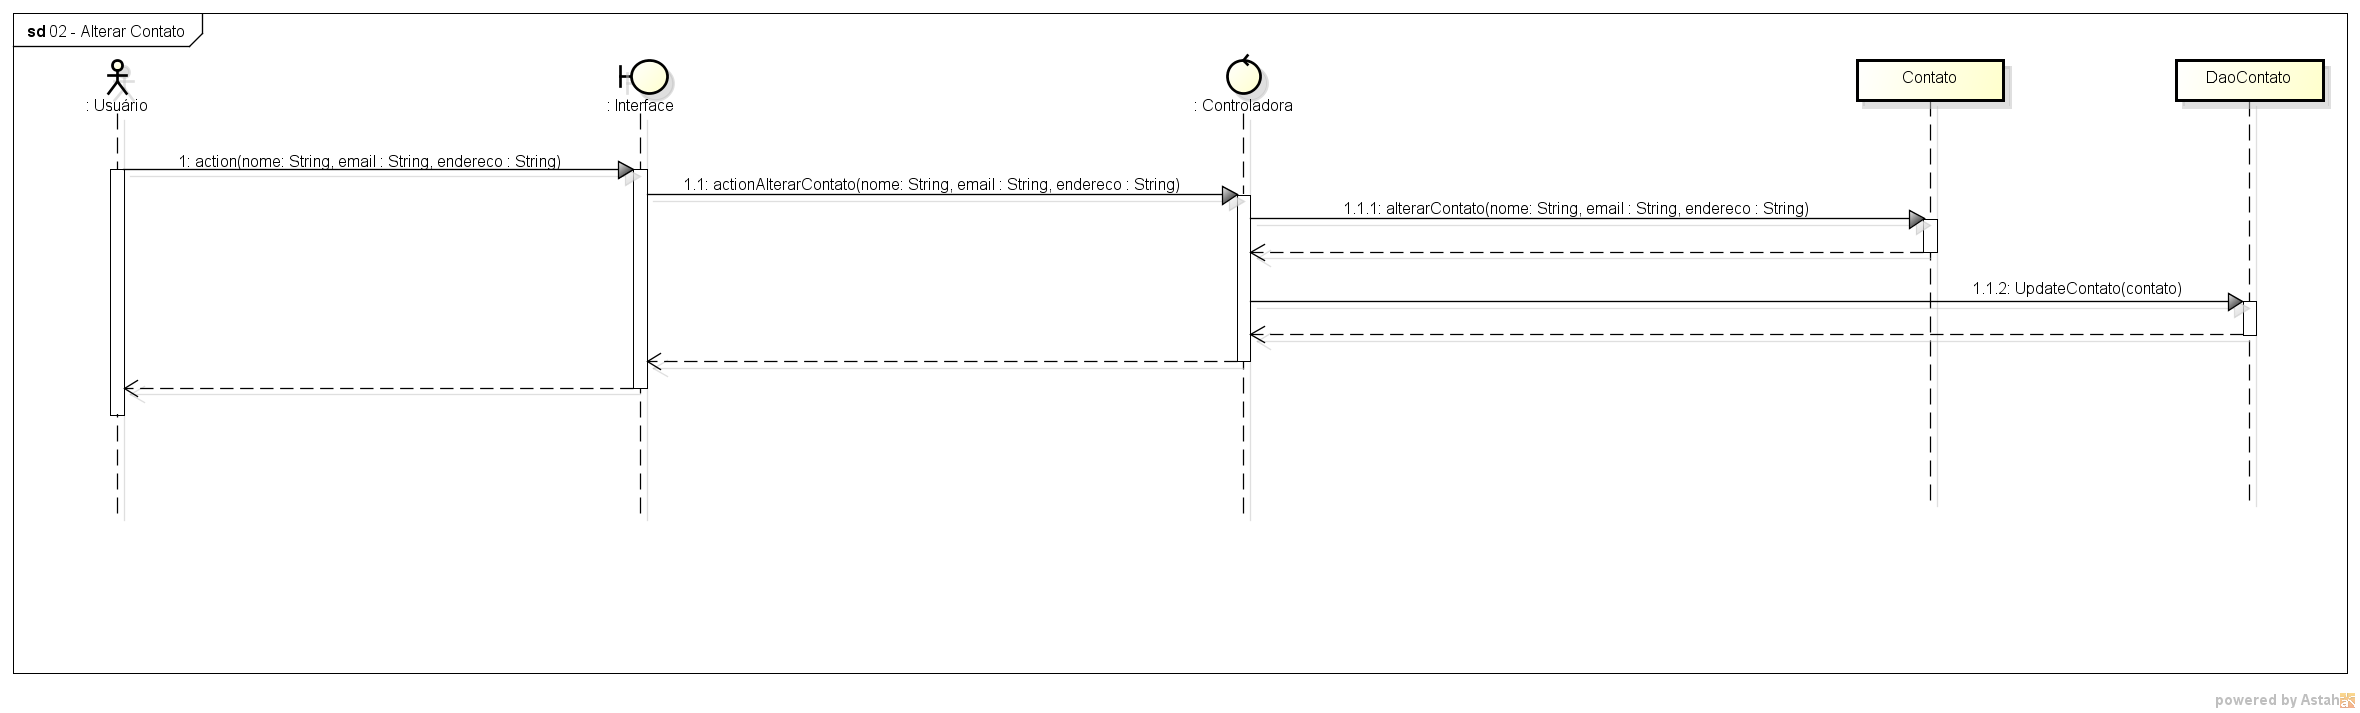 sd 02 - Alterar Contato
: Usuário
: Interface
: Controladora
Contato
DaoContato
1: action(nome: String, email : String, endereco : String)
1.1: actionAlterarContato(nome: String, email : String, endereco : String)
1.1.1: alterarContato(nome: String, email : String, endereco : String)
1.1.2: UpdateContato(contato)
powered by Astah